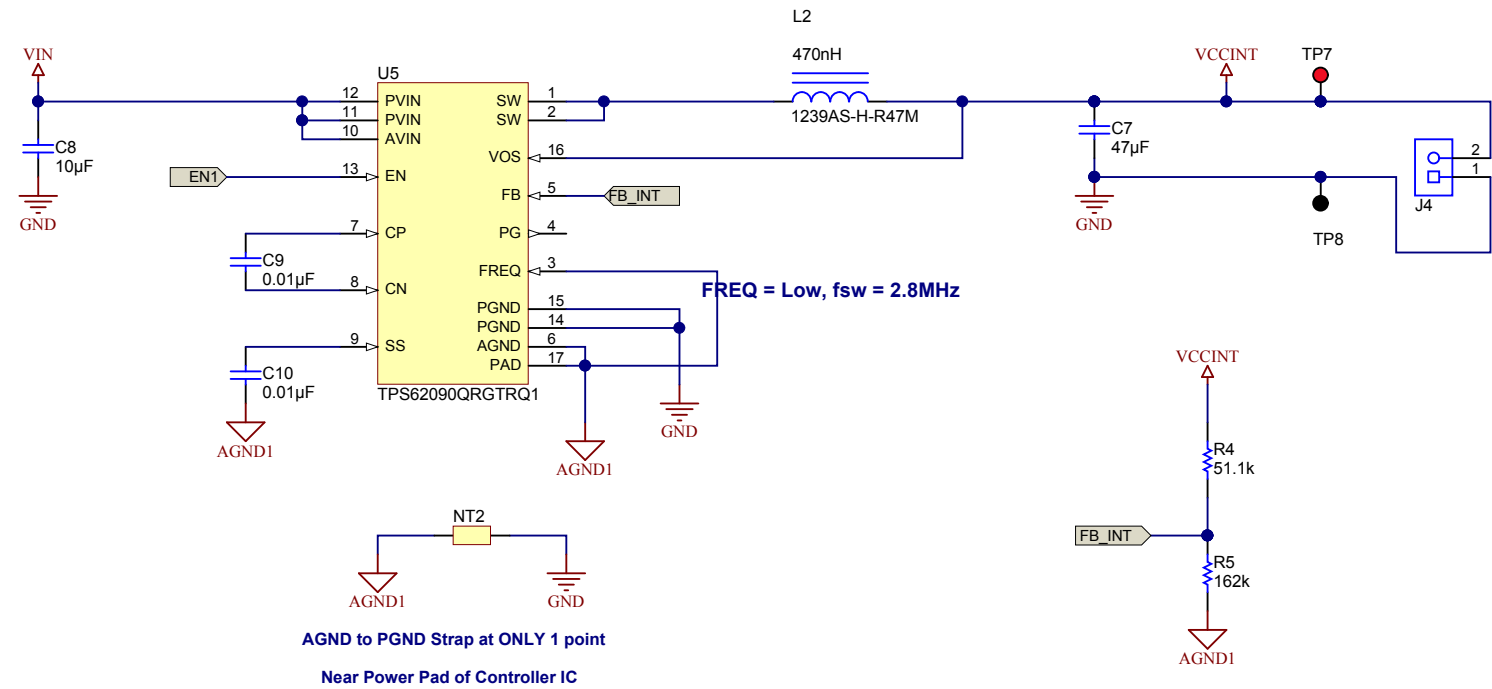 L2
470nH
1239AS-H-R47M
VIN
C8
10µF
GND
U5
12 PVIN
11 PVIN
10 AVIN
13 EN
7 CP
8 CN
9 SS
SW 1
SW 2
VOS 16
FB 5
PG 4
FREQ 3
PGND 15
PGND 14
AGND 6
PAD 17
TPS62090QRGTRQ1
EN1
FB_INT
C9
0.01µF
C10
0.01µF
AGND1
AGND1
GND
FREQ = Low, fsw = 2.8MHz
VCCINT
TP7
C7
47µF
GND
TP8
2
1
J4
VCCINT
R4
51.1k
FB_INT
R5
162k
AGND1
NT2
AGND1
GND
AGND to PGND Strap at ONLY 1 point
Near Power Pad of Controller IC